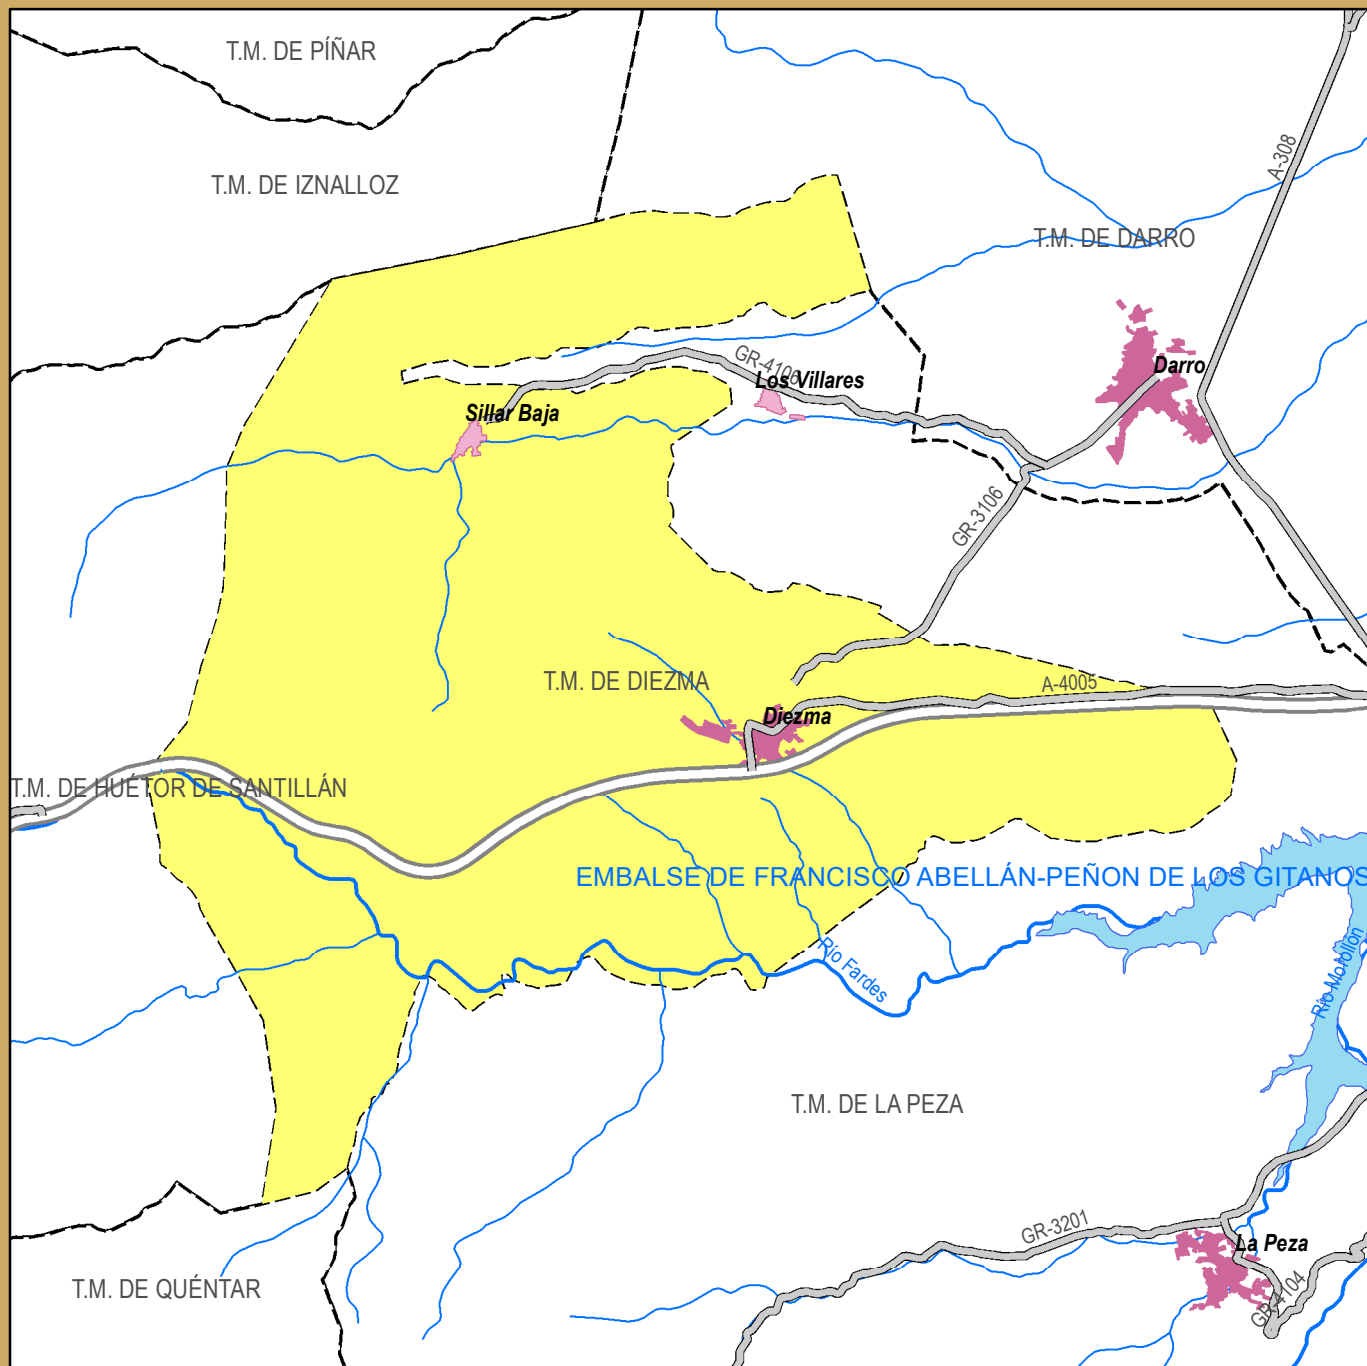 T.M. DE PÍÑAR
T.M. DE IZNALLOZ
A-308
T.M. DE DARRO
GR-4106
Los Villares
Darro
Sillar Baja
GR-3106
T.M. DE DIEZMA
A-4005
Diezma
T.M. DE HUÉTOR DE SANTILLÁN
EMBALSE DE FRANCISCO ABELLÁN-PEÑON DE LOS GITANOS
Río Fardes
Río Morollón
T.M. DE LA PEZA
GR-3201
La Peza
T.M. DE QUÉNTAR
GR-4104